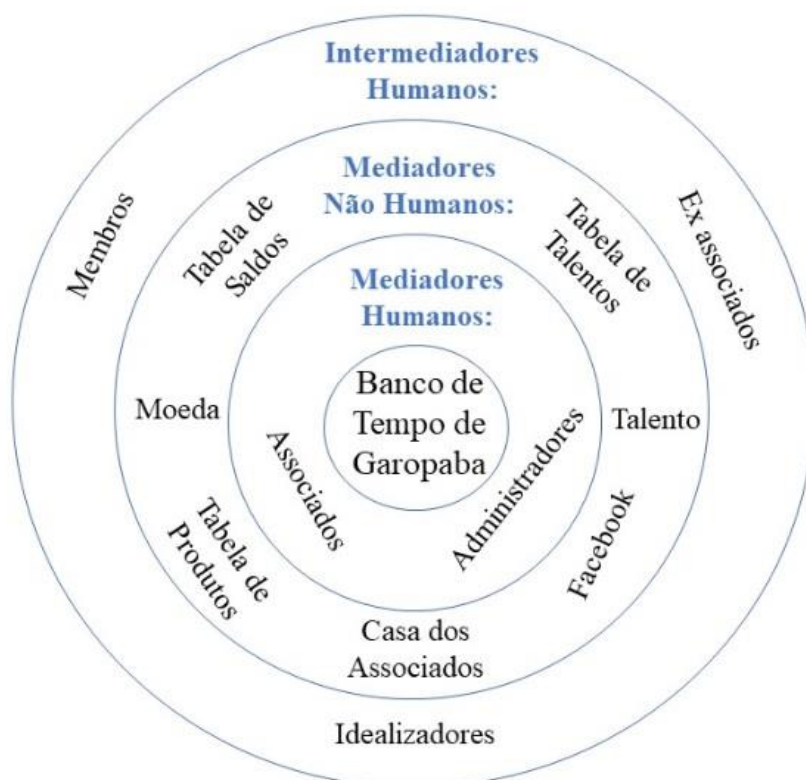 Intermediadores
Humanos:
Membros
Ex associados
Idealizadores
Mediadores
Não Humanos:
Tabela de
Saldos
Tabela de
Talentos
Moeda
Talento
Tabela de
Produtos
Facebook
Casa dos
Associados
Mediadores
Humanos:
Associados
Administradores
Banco de
Tempo de
Garopaba